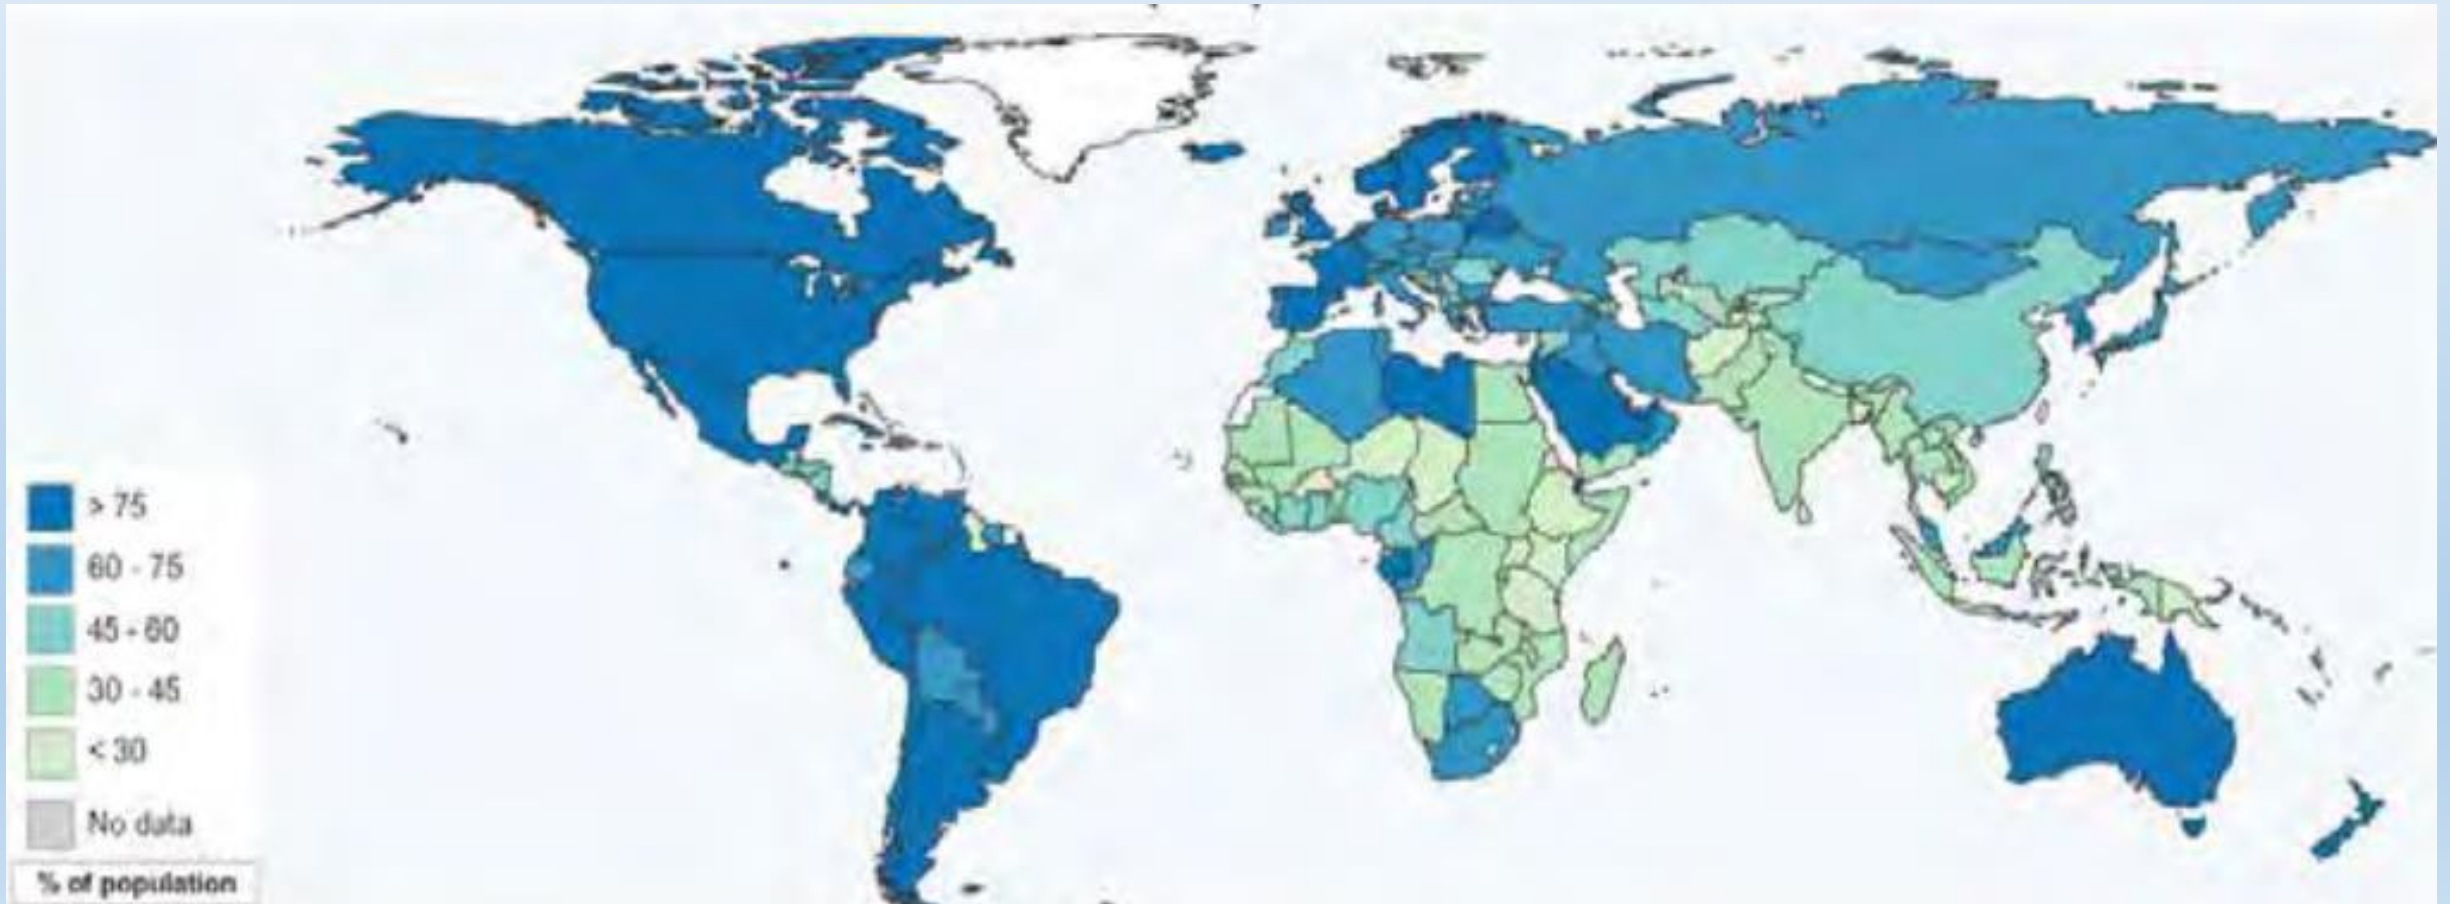 > 75
60 - 75
45 - 60
30 - 45
< 30
No data
% of population